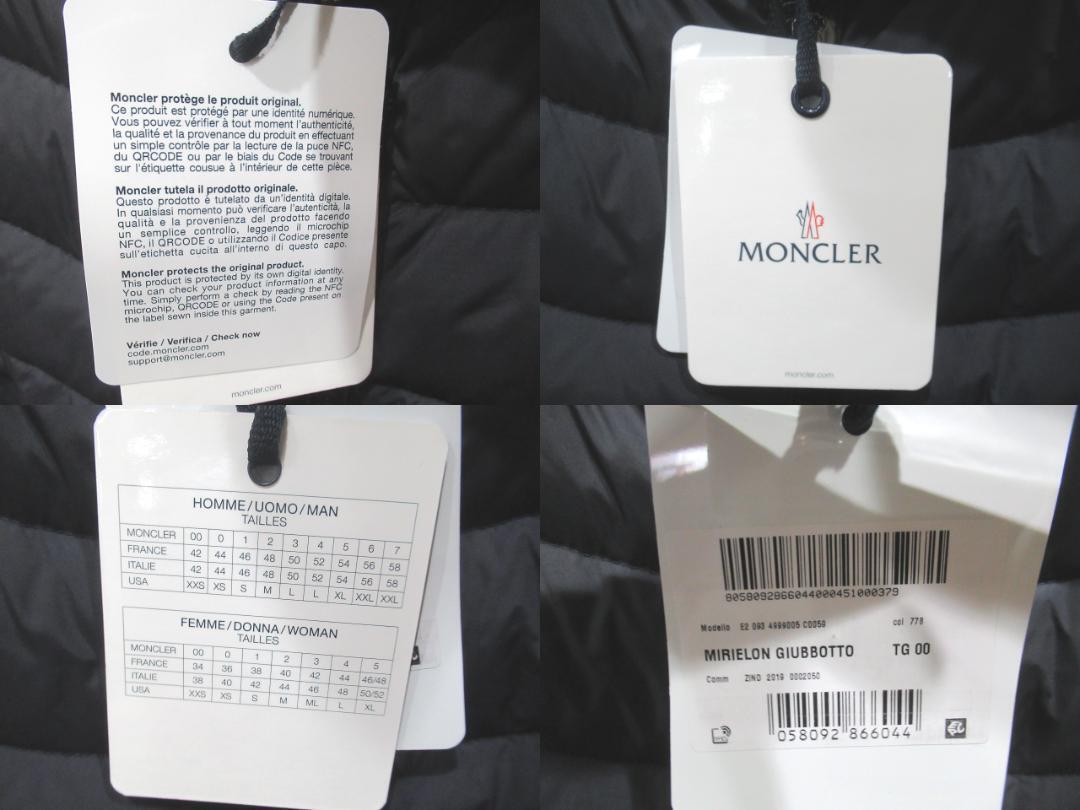 Moncler protège le produit original.
Ce produit est protégé par une identité numérique.
Vous pouvez vérifier à tout moment l'authenticité,
la qualité et la provenance du produit en effectuant
un simple contrôle par la lecture de la puce NFC,
du QRCODE ou par le biais du Code se trouvant
sur l'étiquette cousue à l'intérieur de cette pièce.
Moncler tutela il prodotto originale.
Questo prodotto è tutelato da un'identità digitale.
In qualsiasi momento può verificare l'autenticità, la
qualità e la provenienza del prodotto facendo
un semplice controllo, leggendo il microchip
NFC, il QRCODE o utilizzando il Codice presente
sull'etichetta cucita all'interno di questo capo.
Moncler protects the original product.
This product is protected by its own digital identity.
You can check your product information at any
time. Simply perform a check by reading the NFC
microchip, QRCODE or using the Code present on
the label sewn inside this garment.
Vérifie / Verifica / Check now
code.moncler.com
support@moncler.com
moncler.com
MONCLER
moncler.com
HOMME/UOMO/MAN
TAILLES
MONCLER 00 0 1 2 3 4 5 6 7
FRANCE 42 44 46 48 50 52 54 56 58
ITALIE 42 44 46 48 50 52 54 56 58
USA XXS XS S M L L XL XXL XXL
FEMME/DONNA/WOMAN
TAILLES
MONCLER 00 0 1 2 3 4 5
FRANCE 34 36 38 40 42 44 46/48
ITALIE 38 40 42 44 46 48 50/52
USA XXS XS S M ML L XL
8058092866044000451000379
Modello E2 093 4999005 C0059 col 778
MIRIELON GIUBBOTTO TG 00
Comm ZIND 2019 0002050
058092 866044